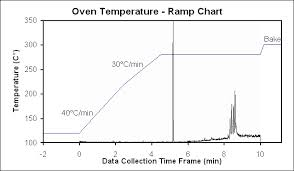 Oven Temperature - Ramp Chart
Temperature (C°)
350
300
250
200
150
100
Bake
30°C/min
40°C/min
-2 0 2 4 6 8 10
Data Collection Time Frame (min)